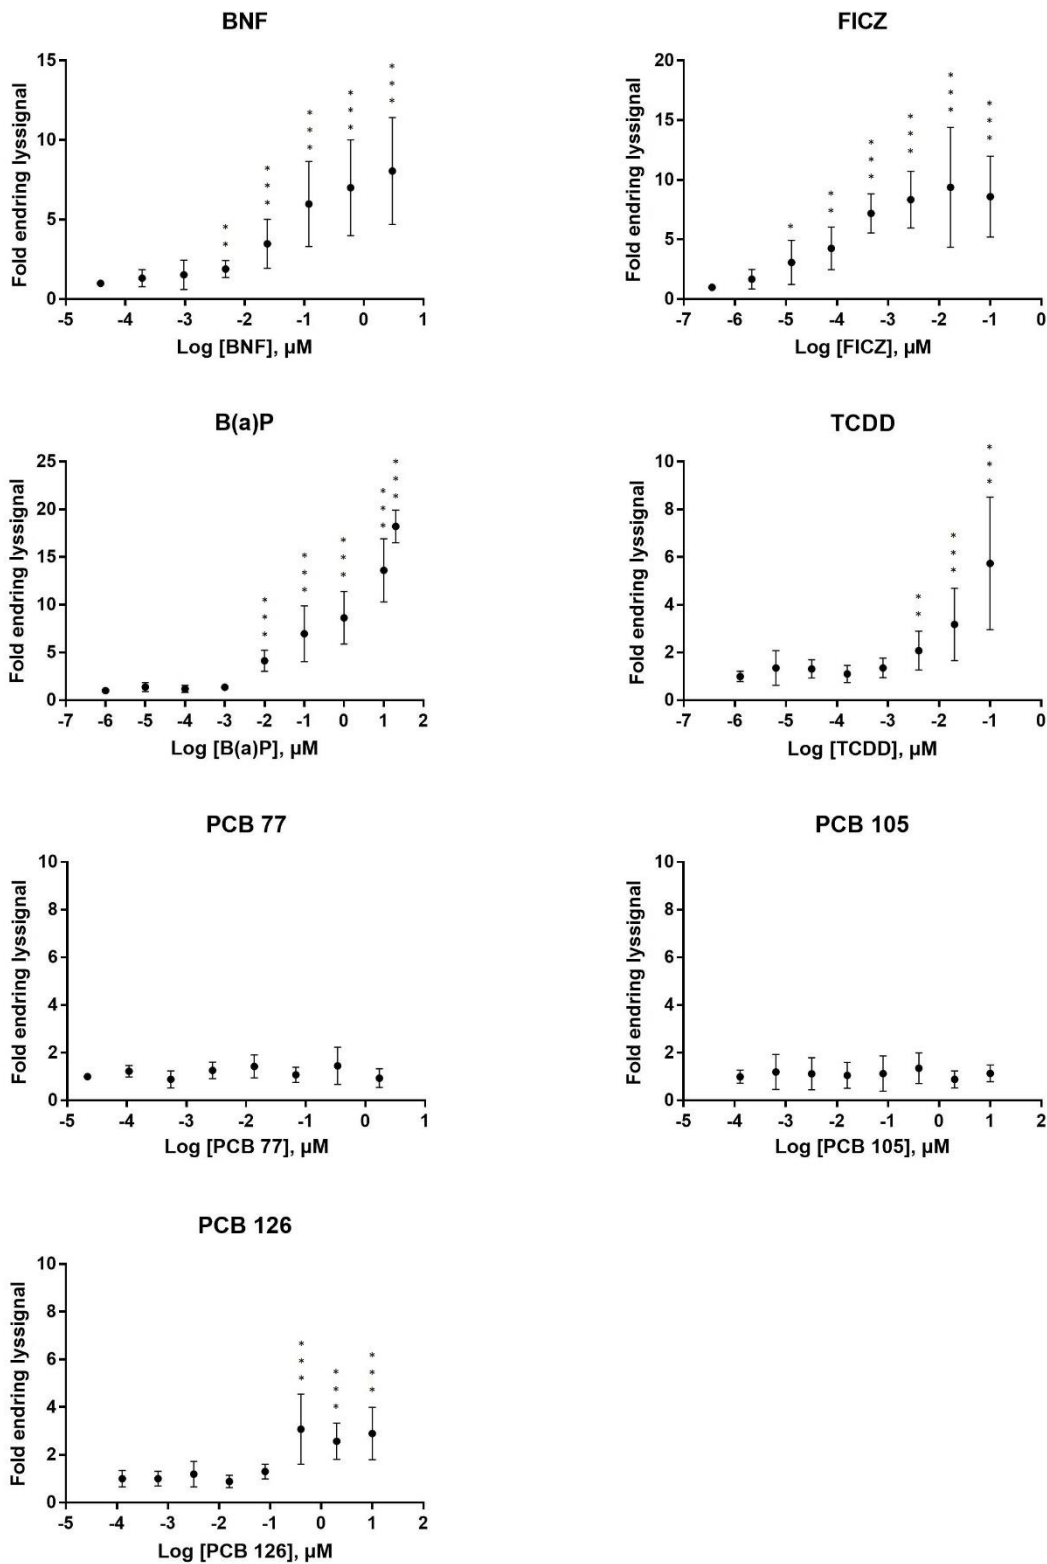 BNF
Fold endring lyssignal
15
10
5
0
-5 -4 -3 -2 -1 0 1
Log [BNF], µM
* *
* * *
* * *
* * *
* * *
FICZ
Fold endring lyssignal
20
15
10
5
0
-7 -6 -5 -4 -3 -2 -1 0
Log [FICZ], µM
*
* *
* * *
* * *
* * *
* * *
B(a)P
Fold endring lyssignal
25
20
15
10
5
0
-7 -6 -5 -4 -3 -2 -1 0 1 2
Log [B(a)P], µM
* * *
* * *
* * *
* * *
* * *
TCDD
Fold endring lyssignal
10
8
6
4
2
0
-7 -6 -5 -4 -3 -2 -1 0
Log [TCDD], µM
* *
* * *
* * *
PCB 77
Fold endring lyssignal
10
8
6
4
2
0
-5 -4 -3 -2 -1 0 1
Log [PCB 77], µM
PCB 105
Fold endring lyssignal
10
8
6
4
2
0
-5 -4 -3 -2 -1 0 1 2
Log [PCB 105], µM
PCB 126
Fold endring lyssignal
10
8
6
4
2
0
-5 -4 -3 -2 -1 0 1 2
Log [PCB 126], µM
* * *
* * *
* * *